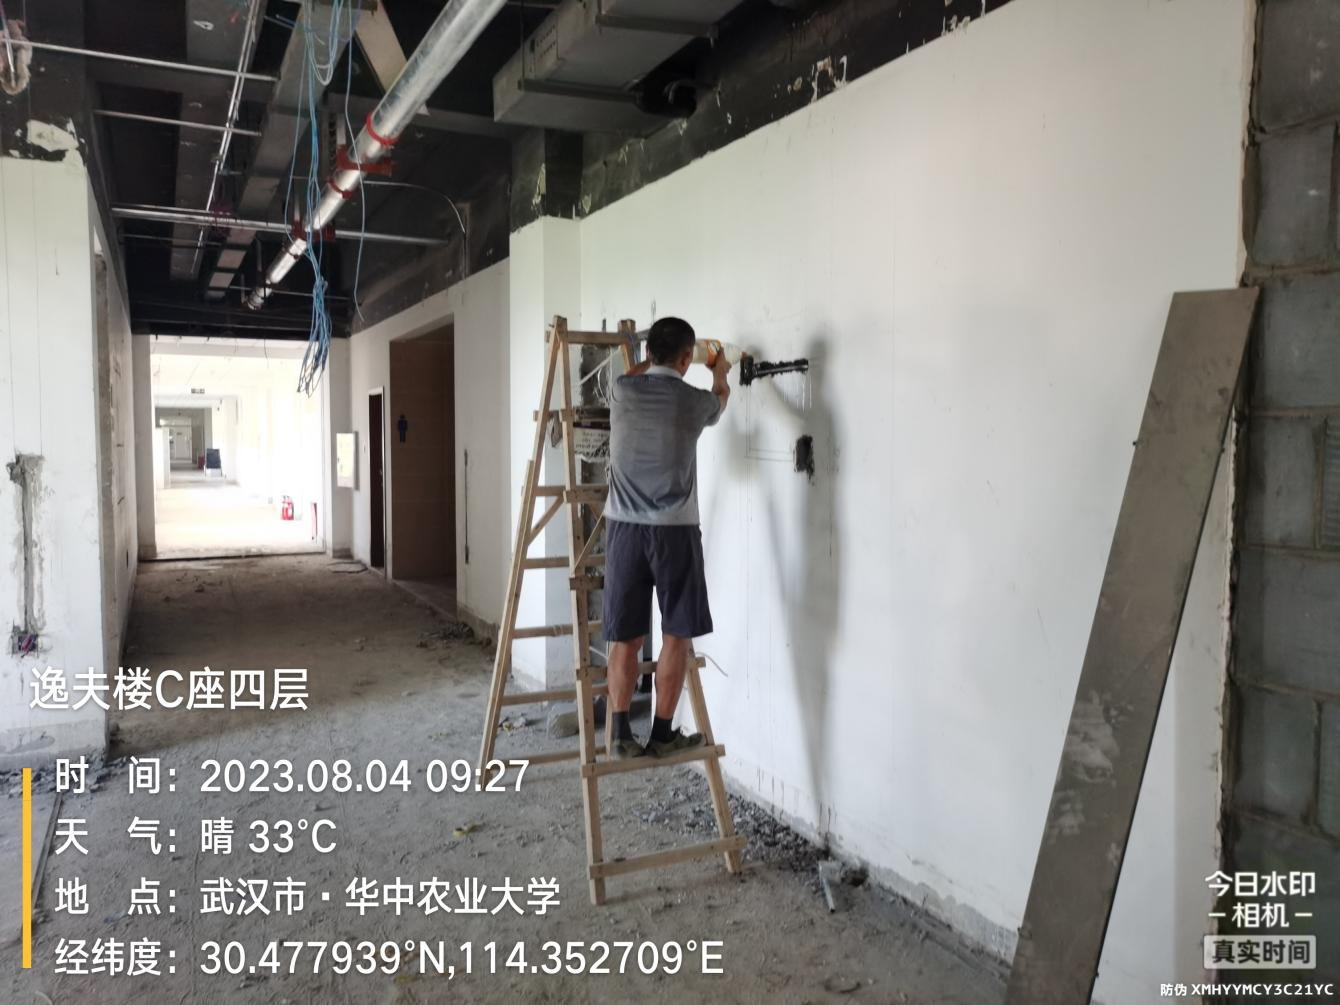 逸夫楼C座四层
时 间：2023.08.04 09:27
天 气：晴 33°C
地 点：武汉市·华中农业大学
经纬度：30.477939°N,114.352709°E
今日水印
-相机-
真实时间
防伪 XMHYYMCY3C21YC